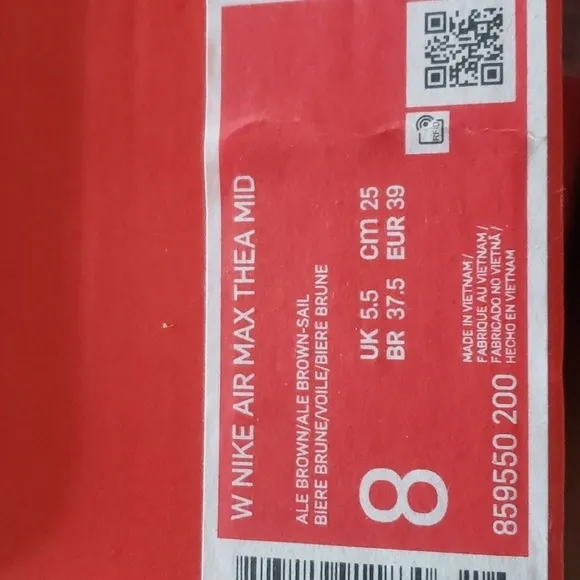 W NIKE AIR MAX THEA MID
ALE BROWN/ALE BROWN-SAIL
BIERE BRUNE/VOILE/BIERE BRUNE
8
UK 5.5 cm 25
BR 37.5 EUR 39
RFID
859550 200
MADE IN VIETNAM/
FABRIQUE AU VIETNAM/
FABRICADO NO VIETNÃ/
HECHO EN VIETNAM